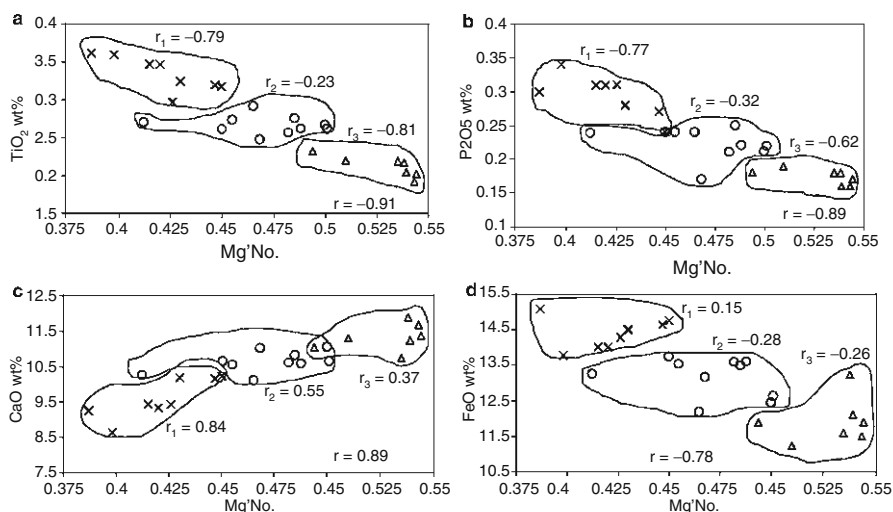 a
TiO2 wt%
0.4
3.5
0.3
2.5
0.2
1.5
r1 = –0.79
r2 = –0.23
r3 = –0.81
r = –0.91
0.375 0.4 0.425 0.45 0.475 0.5 0.525 0.55
Mg'No.
b
P2O5 wt%
0.4
0.35
0.3
0.25
0.2
0.15
0.1
r1 = –0.77
r2 = –0.32
r3 = –0.62
r = –0.89
0.375 0.4 0.425 0.45 0.475 0.5 0.525 0.55
Mg'No.
c
CaO wt%
12.5
11.5
10.5
9.5
8.5
7.5
r1 = 0.84
r2 = 0.55
r3 = 0.37
r = 0.89
0.375 0.4 0.425 0.45 0.475 0.5 0.525 0.55
Mg'No.
d
FeO wt%
15.5
14.5
13.5
12.5
11.5
10.5
r1 = 0.15
r2 = –0.28
r3 = –0.26
r = –0.78
0.375 0.4 0.425 0.45 0.475 0.45 0.525 0.55
Mg'No.